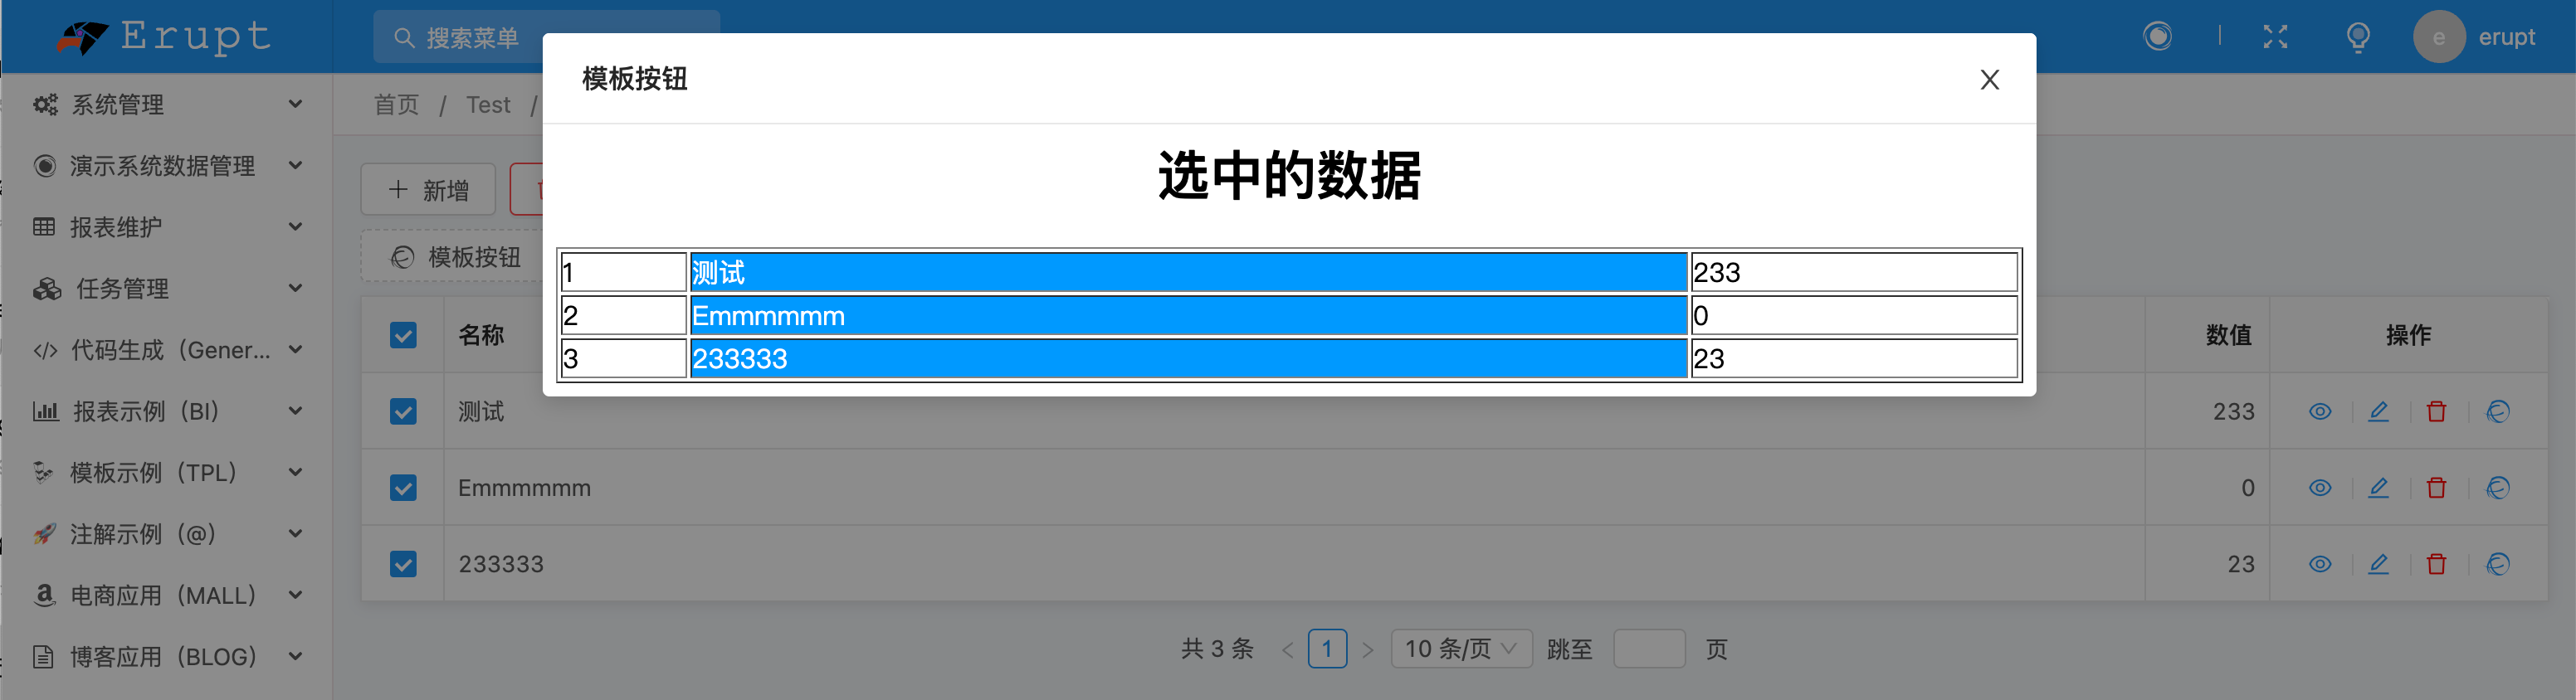 Erupt
搜索菜单
e erupt
系统管理
演示系统数据管理
报表维护
任务管理
代码生成（Gener...
报表示例（BI）
模板示例（TPL）
注解示例（@）
电商应用（MALL）
博客应用（BLOG）
首页 / Test /
新增
模板按钮
模板按钮
选中的数据
1 测试 233
2 Emmmmmm 0
3 233333 23
名称 数值 操作
测试 233
Emmmmmm 0
233333 23
共 3 条 < 1 > 10 条/页 跳至 页